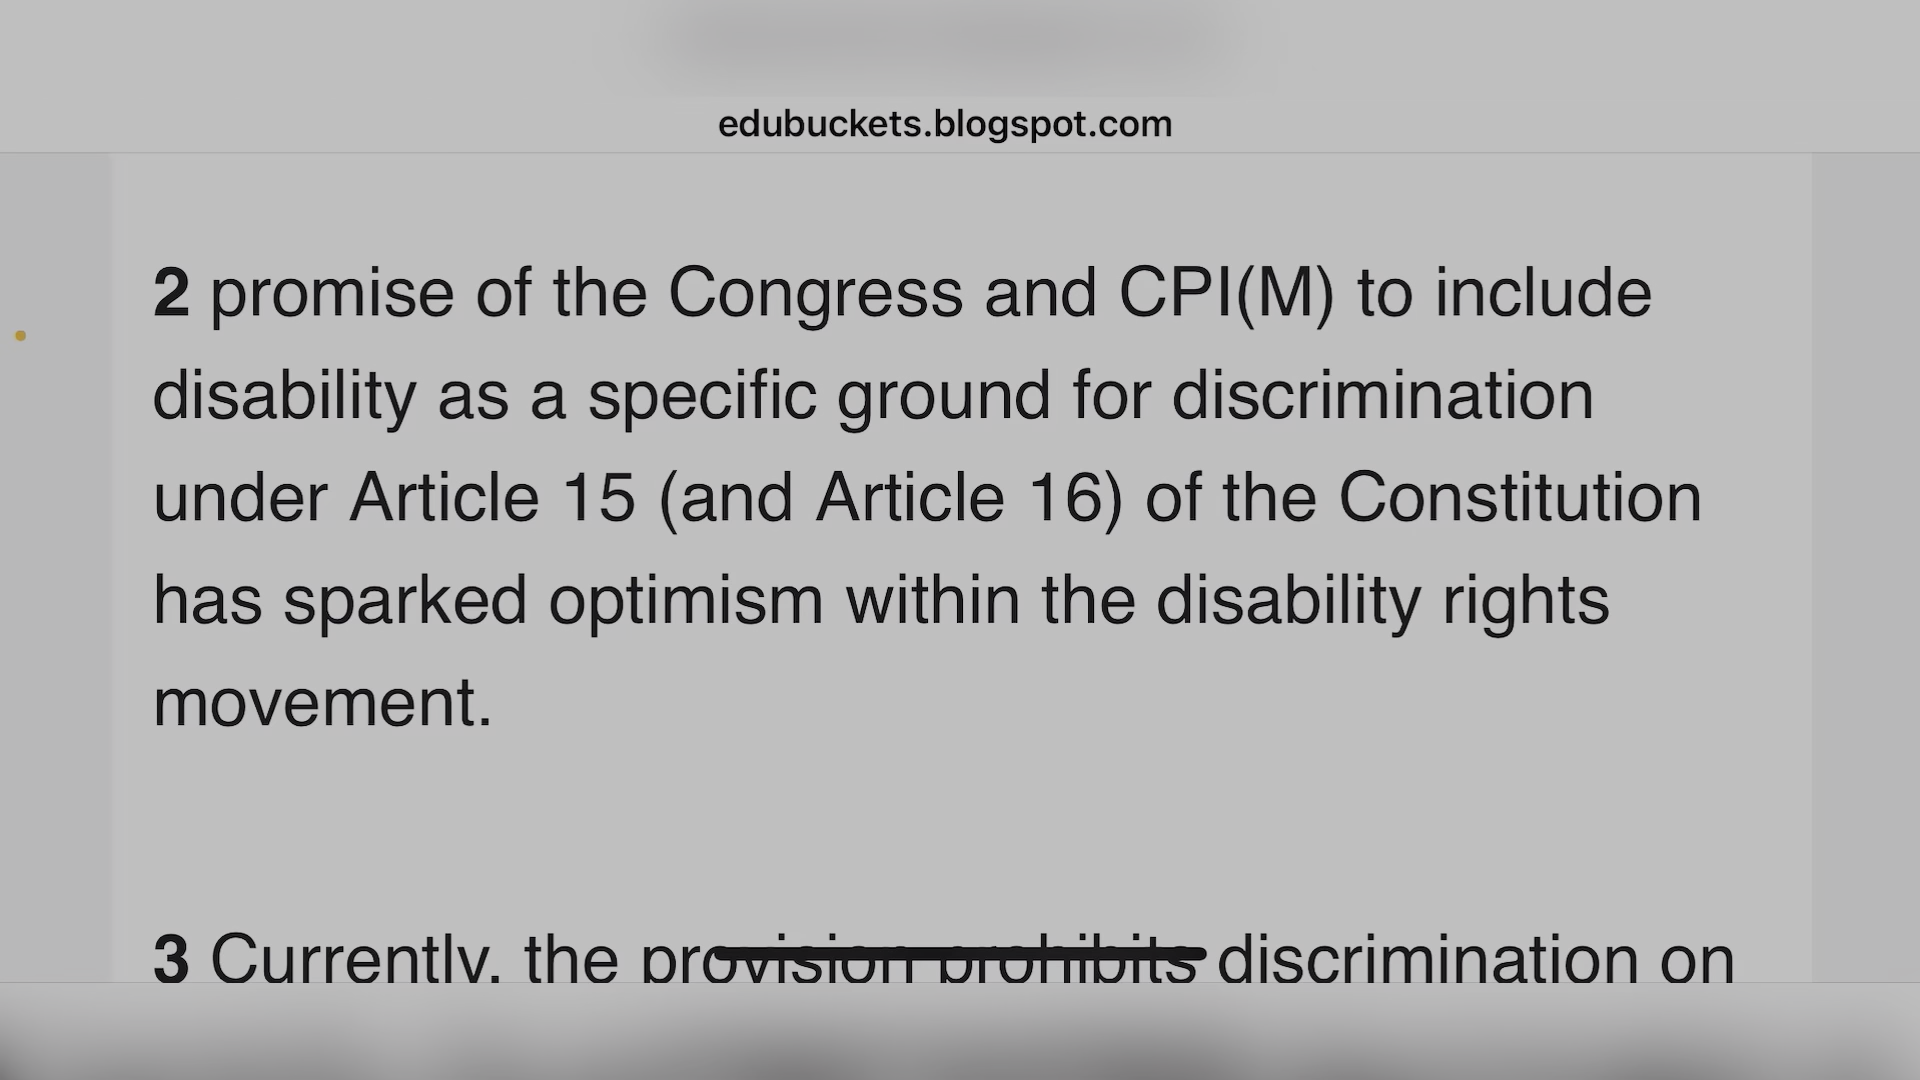 edubuckets.blogspot.com
2 promise of the Congress and CPI(M) to include
disability as a specific ground for discrimination
under Article 15 (and Article 16) of the Constitution
has sparked optimism within the disability rights
movement.
3 Currently, the provision prohibits discrimination on